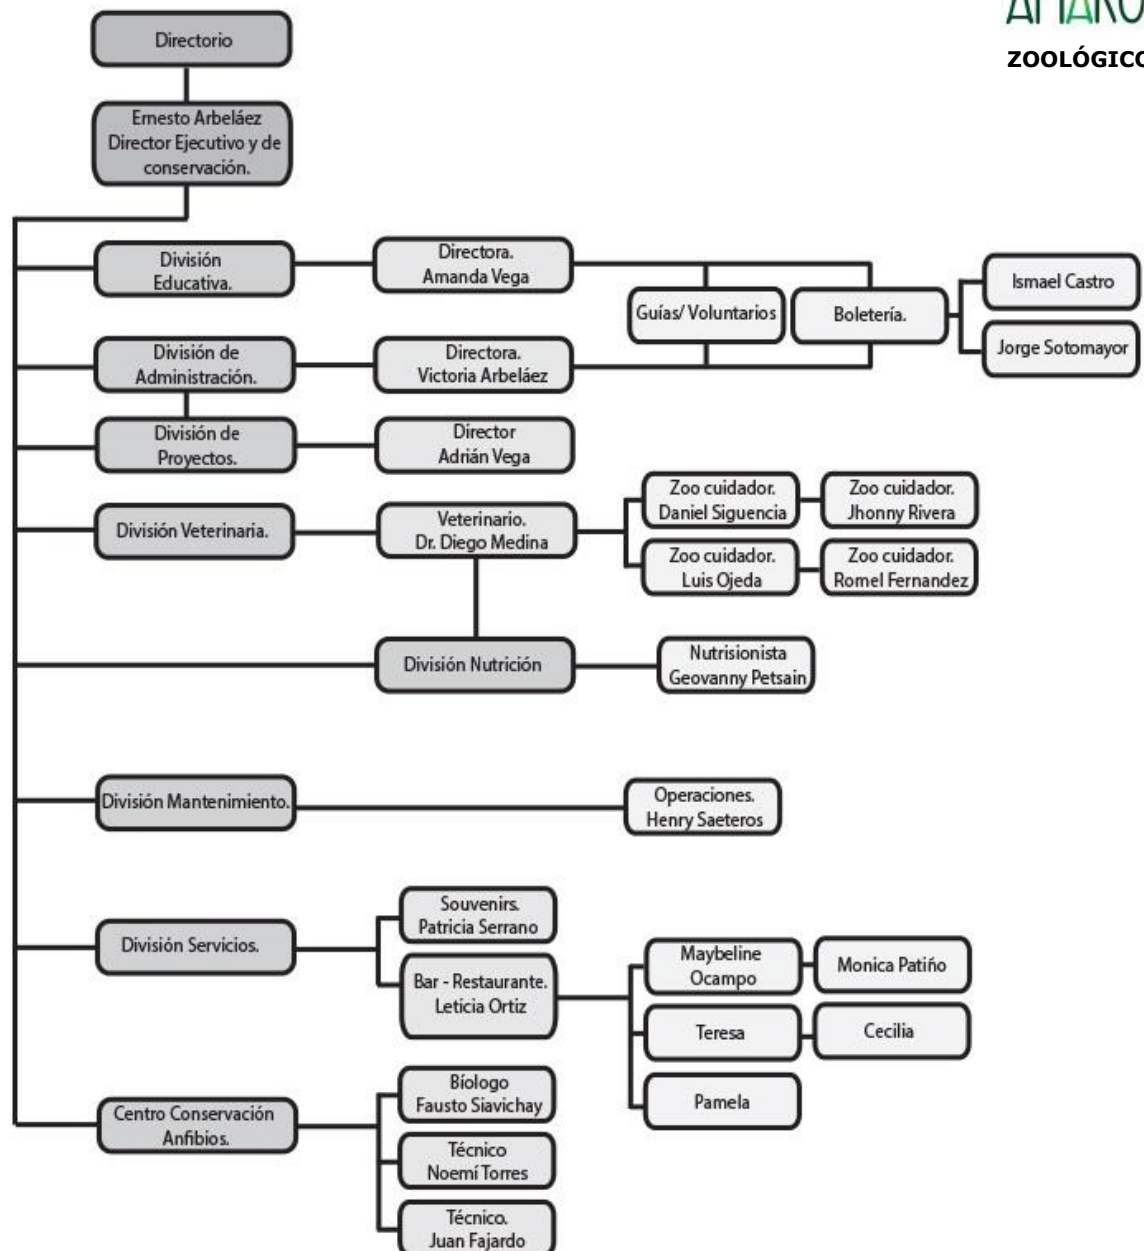 AMARU
ZOOLÓGICO
Directorio
Ernesto Arbeláez
Director Ejecutivo y de
conservación.
División
Educativa.
Directora.
Amanda Vega
Guías/ Voluntarios
Boletería.
Ismael Castro
Jorge Sotomayor
División de
Administración.
Directora.
Victoria Arbeláez
División de
Proyectos.
Director
Adrián Vega
División Veterinaria.
Veterinario.
Dr. Diego Medina
Zoo cuidador.
Daniel Siguencia
Zoo cuidador.
Jhonny Rivera
Zoo cuidador.
Luis Ojeda
Zoo cuidador.
Romel Fernandez
División Nutrición
Nutrisionista
Geovanny Petsain
División Mantenimiento.
Operaciones.
Henry Saeteros
División Servicios.
Souvenirs.
Patricia Serrano
Bar - Restaurante.
Leticia Ortiz
Maybeline
Ocampo
Monica Patiño
Teresa
Cecilia
Pamela
Centro Conservación
Anfibios.
Bíologo
Fausto Siavichay
Técnico
Noemí Torres
Técnico.
Juan Fajardo